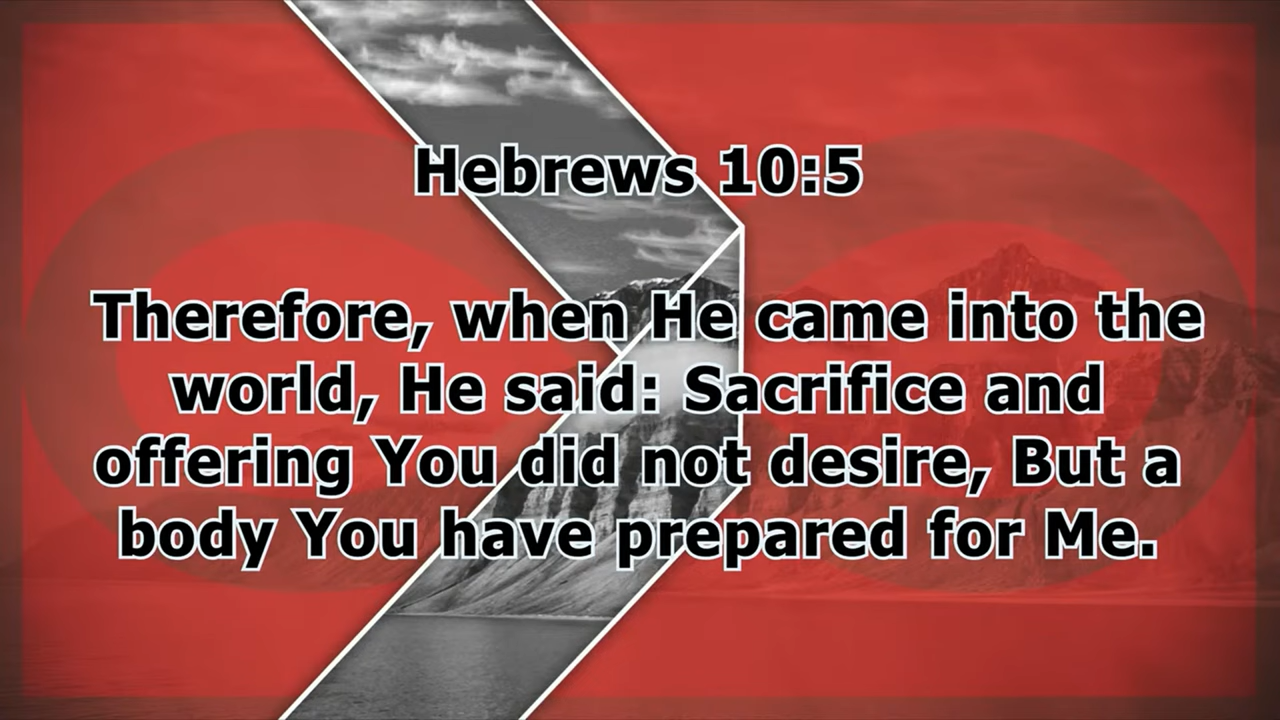 Hebrews 10:5
Therefore, when He came into the
world, He said: Sacrifice and
offering You did not desire, But a
body You have prepared for Me.